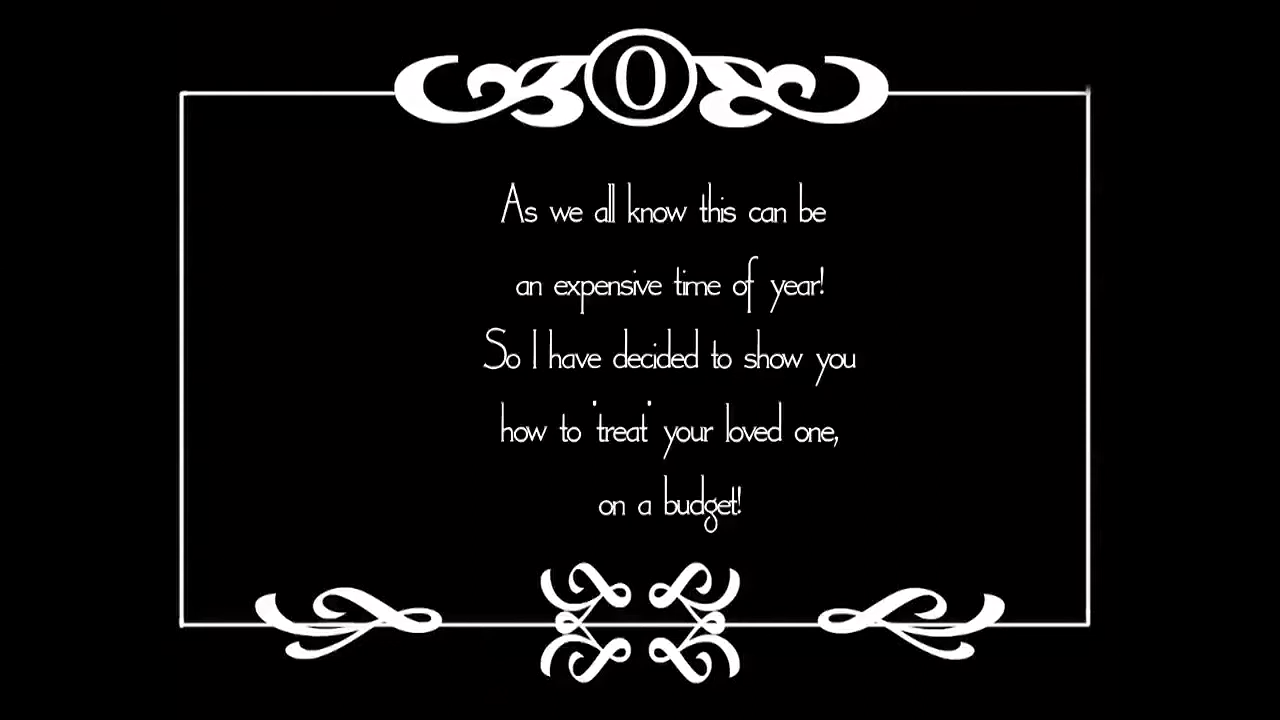 O
As we all know this can be
an expensive time of year!
So I have decided to show you
how to 'treat' your loved one,
on a budget!